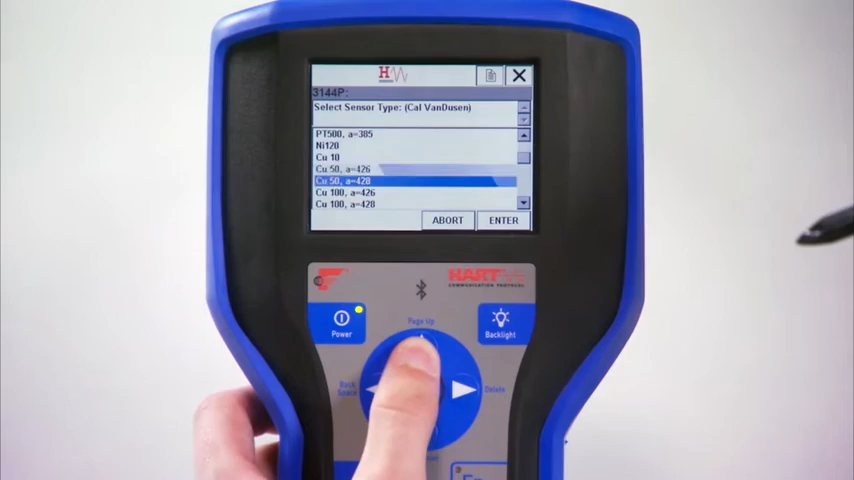 H
3144P:
Select Sensor Type: (Cal VanDusen)
PT500, a=385
Ni120
Cu 10
Cu 50, a=426
Cu 50, a=428
Cu 100, a=426
Cu 100, a=428
ABORT
ENTER
HART
COMMUNICATION PROTOCOL
Power
Page Up
Backlight
Back
Space
Delete